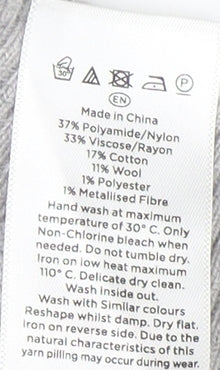 30°
P
EN
Made in China
37% Polyamide/Nylon
33% Viscose/Rayon
17% Cotton
11% Wool
1% Polyester
1% Metallised Fibre
Hand wash at maximum
temperature of 30° C. Only
Non-Chlorine bleach when
needed. Do not tumble dry.
Iron on low heat maximum
110° C. Delicate dry clean.
Wash inside out.
Wash with Similar colours
Reshape whilst damp. Dry flat.
Iron on reverse side. Due to the
natural characteristics of this
yarn pilling may occur during wear.